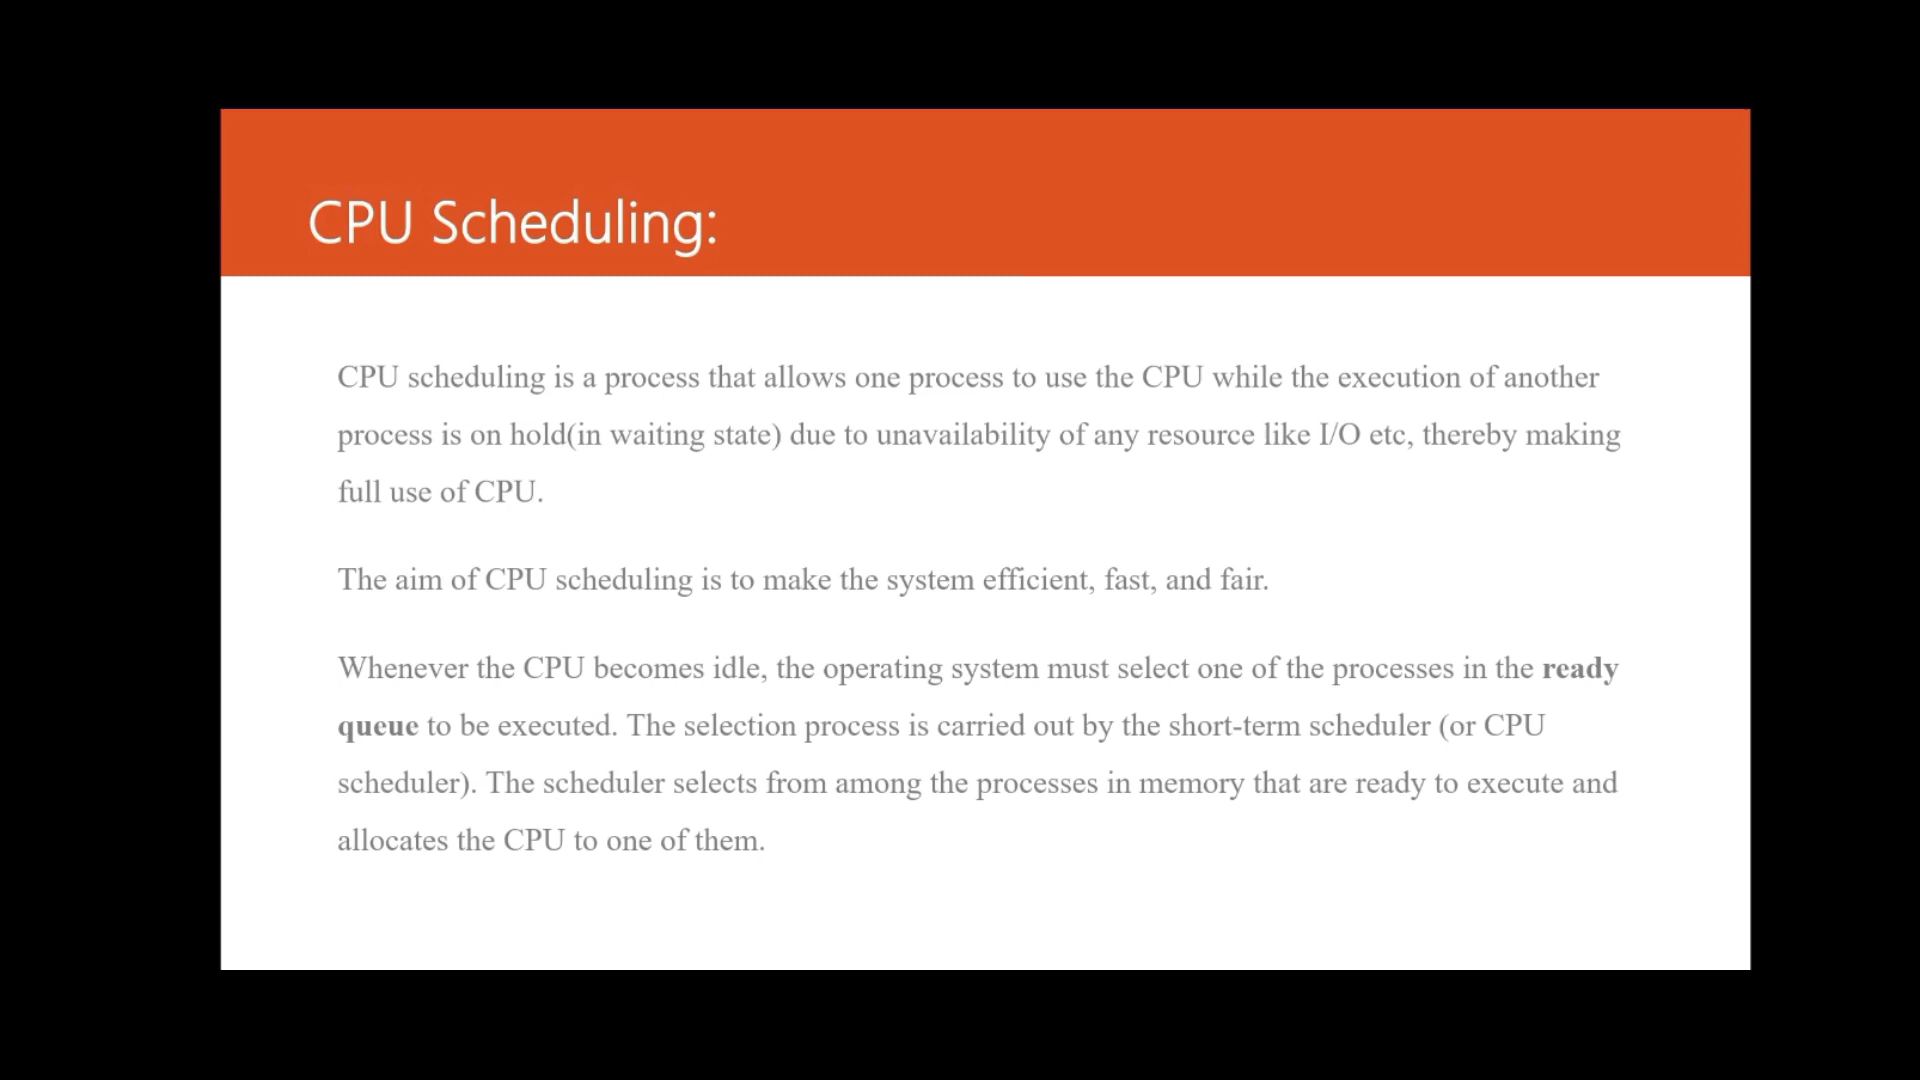 CPU Scheduling:
CPU scheduling is a process that allows one process to use the CPU while the execution of another
process is on hold(in waiting state) due to unavailability of any resource like I/O etc, thereby making
full use of CPU.
The aim of CPU scheduling is to make the system efficient, fast, and fair.
Whenever the CPU becomes idle, the operating system must select one of the processes in the ready
queue to be executed. The selection process is carried out by the short-term scheduler (or CPU
scheduler). The scheduler selects from among the processes in memory that are ready to execute and
allocates the CPU to one of them.